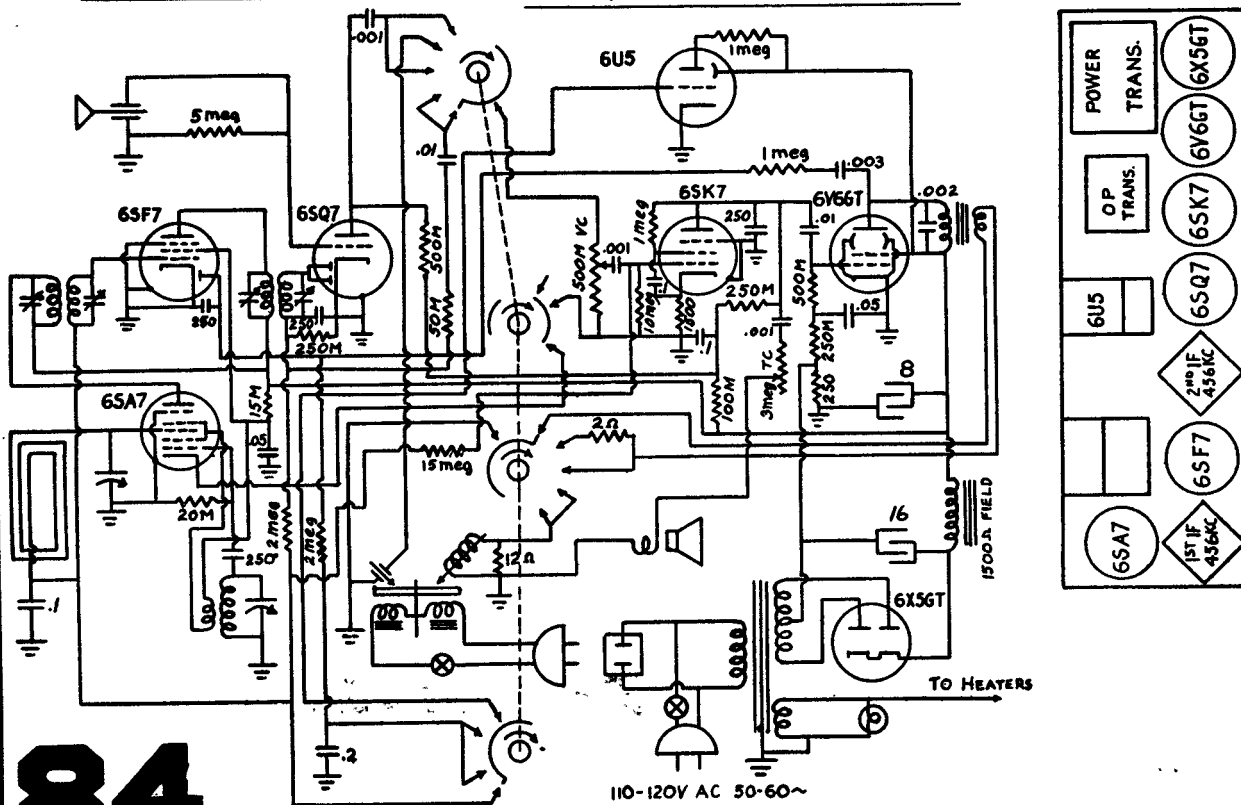 .001
6U5
1meg
5meg
.01
1meg
.003
6SF7
6SQ7
6SK7
6V6GT
.002
1meg
250
.01
500M
500M VC
.001
500M
250
250M
50M
10meg
.1
1800
250M
.05
.1
.001
250M
6SA7
15M
3meg TC
250
8
.05
100M
2Ω
15meg
20M
2meg
2meg
16
1500Ω FIELD
250
12Ω
.1
6X5GT
TO HEATERS
.2
84
110-120V AC 50-60~
POWER
TRANS.
6X5GT
6V6GT
OP
TRANS.
6SK7
6SQ7
6U5
2ND IF
456KC
6SF7
6SA7
1ST IF
456KC